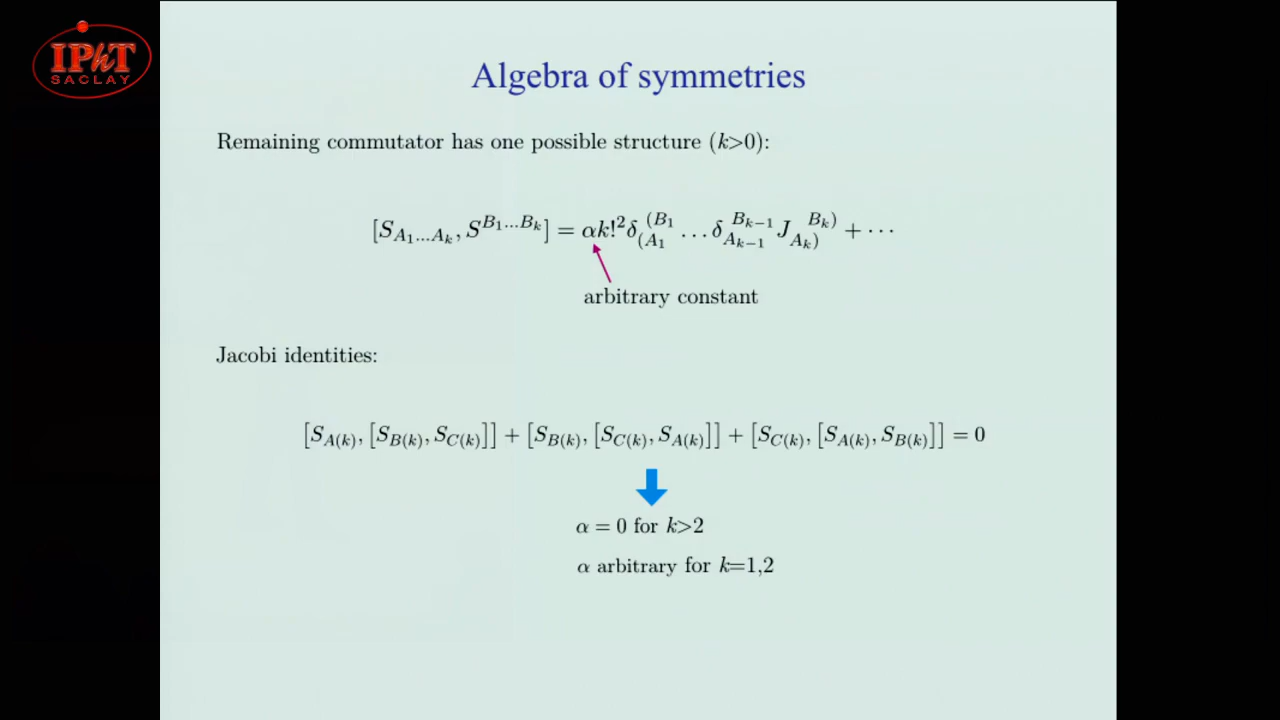 IPhT
SACLAY
Algebra of symmetries
Remaining commutator has one possible structure (k>0):
[S_{A_1...A_k}, S^{B_1...B_k}] = αk!²δ_{(A_1}^{(B_1} ... δ_{A_{k-1}}^{B_{k-1}} J_{A_k)}^{B_k)} + ···
arbitrary constant
Jacobi identities:
[S_{A(k)}, [S_{B(k)}, S_{C(k)}]] + [S_{B(k)}, [S_{C(k)}, S_{A(k)}]] + [S_{C(k)}, [S_{A(k)}, S_{B(k)}]] = 0
α = 0 for k>2
α arbitrary for k=1,2